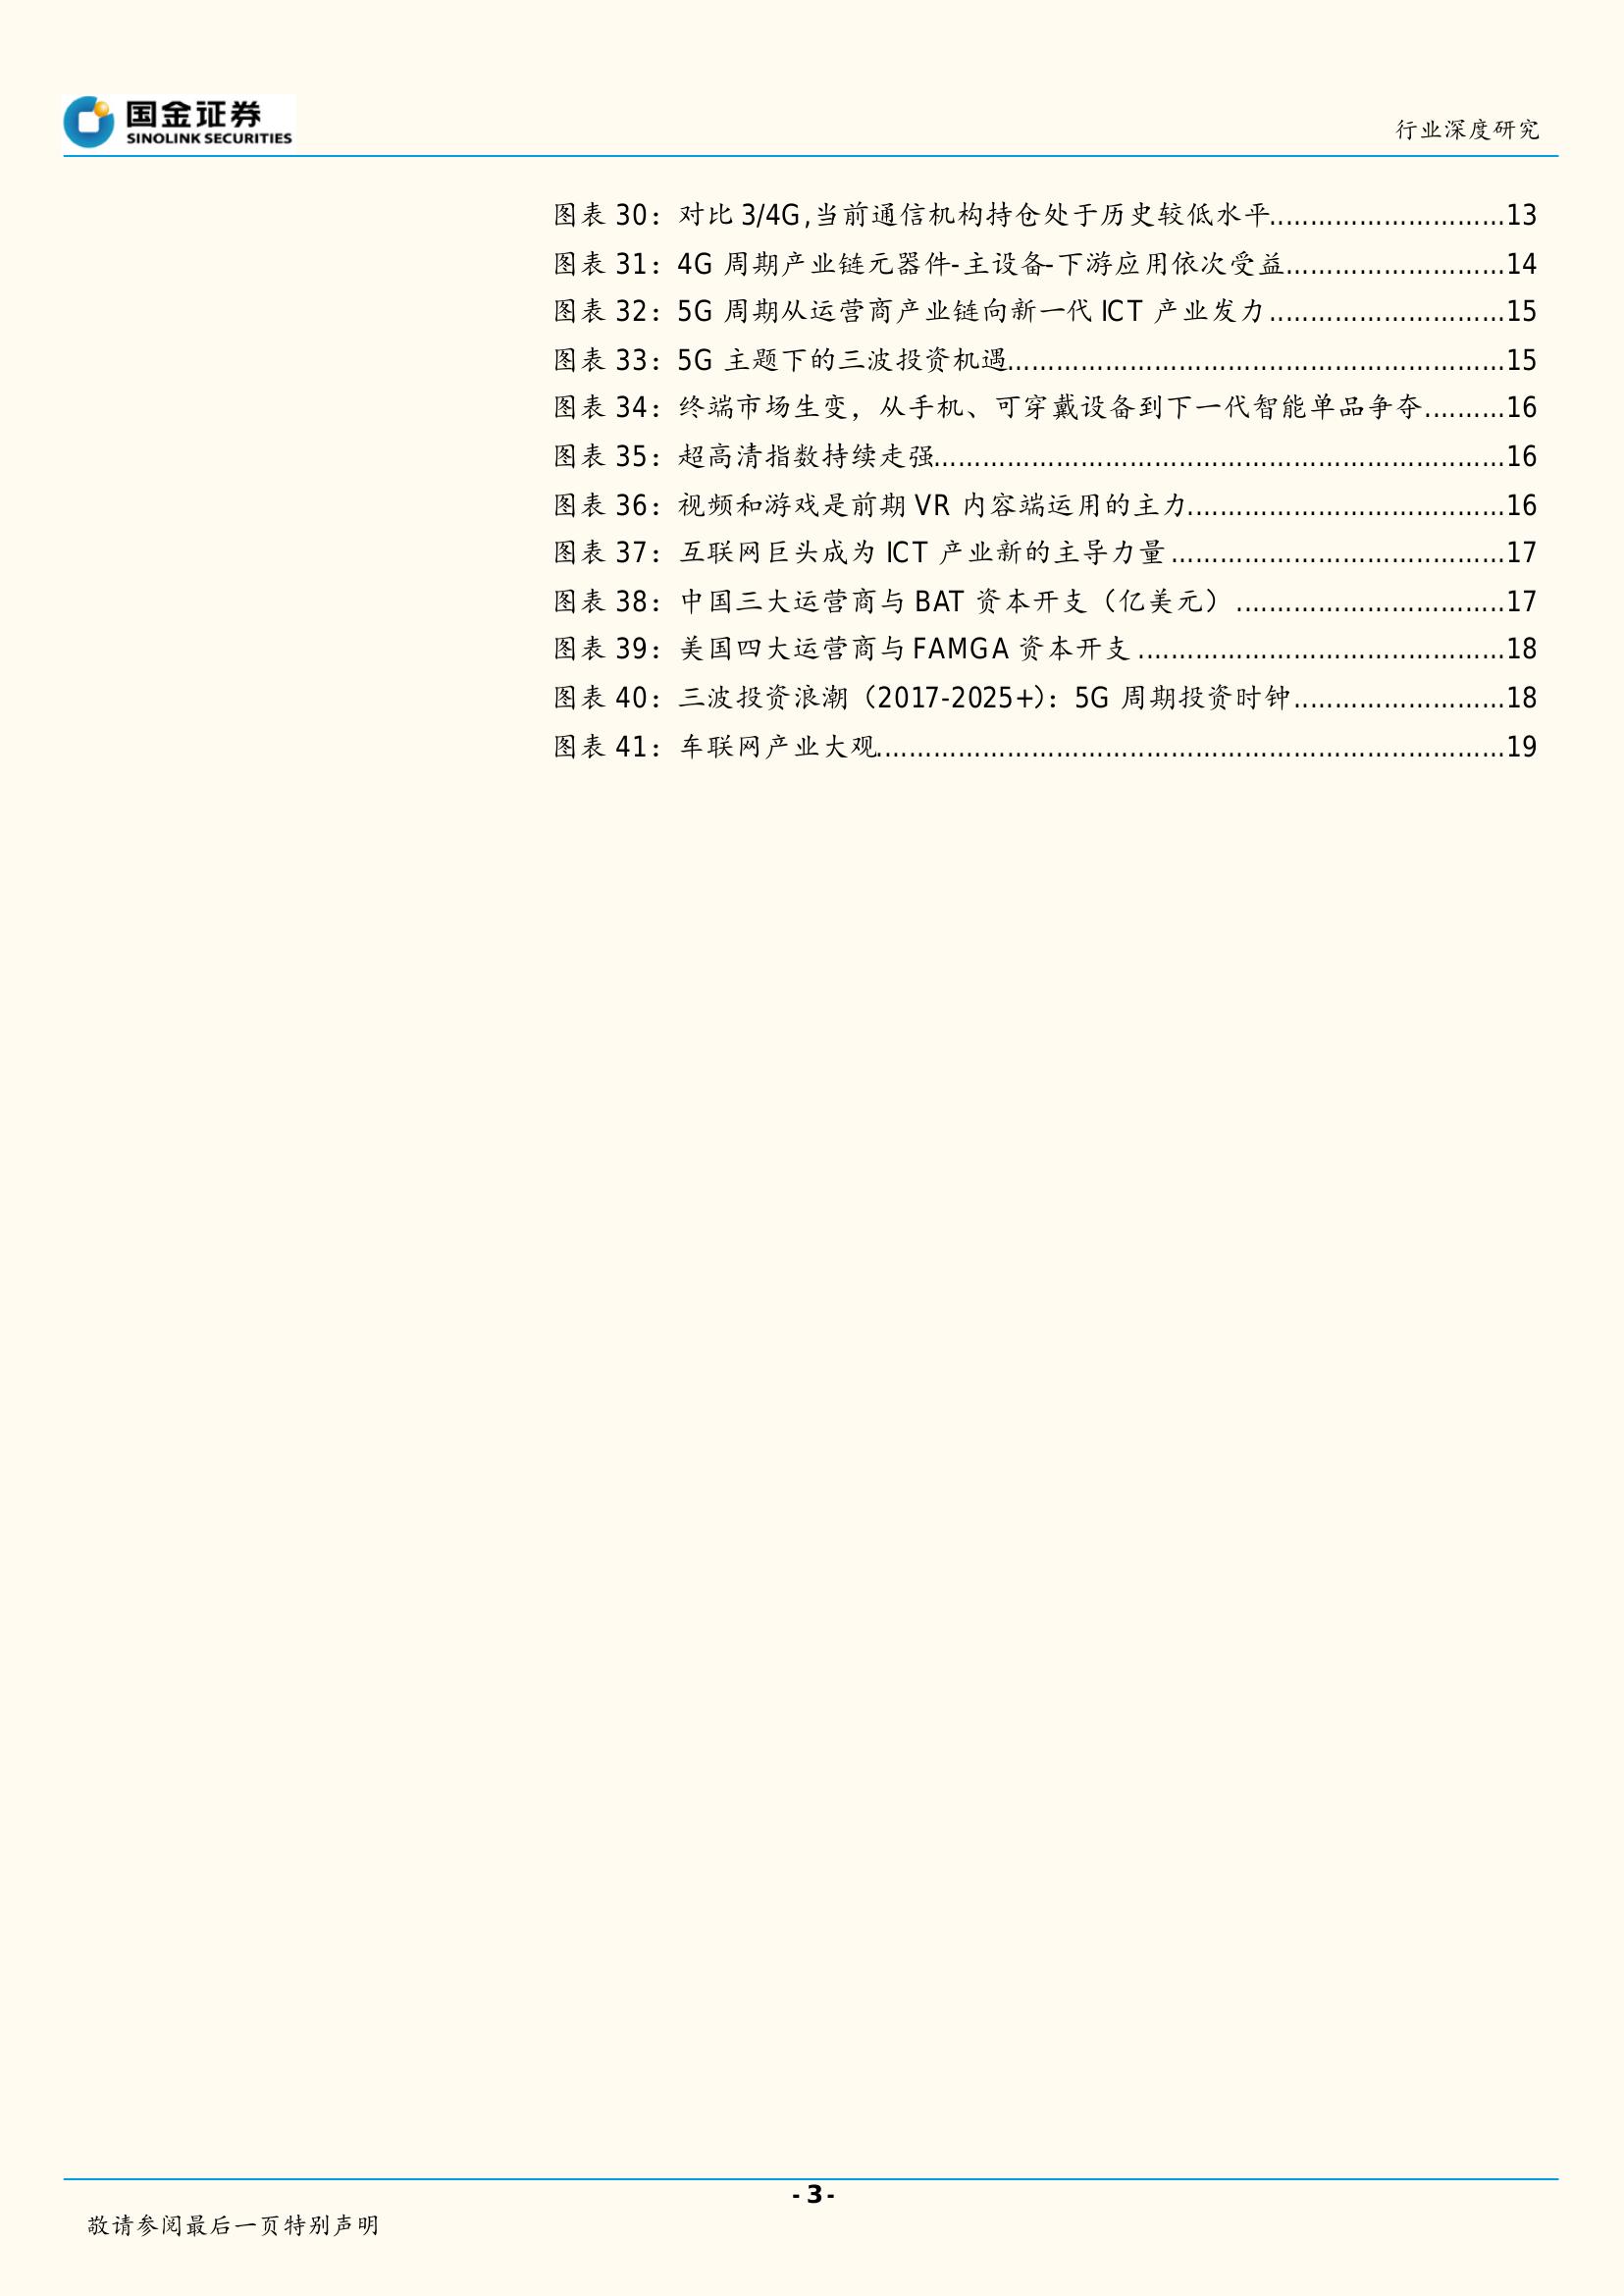 国金证券
SINOLINK SECURITIES
行业深度研究
图表 30：对比 3/4G,当前通信机构持仓处于历史较低水平.............................13
图表 31：4G 周期产业链元器件-主设备-下游应用依次受益...........................14
图表 32：5G 周期从运营商产业链向新一代 ICT 产业发力.............................15
图表 33：5G 主题下的三波投资机遇.............................................................15
图表 34：终端市场生变，从手机、可穿戴设备到下一代智能单品争夺..........16
图表 35：超高清指数持续走强......................................................................16
图表 36：视频和游戏是前期 VR 内容端运用的主力.......................................16
图表 37：互联网巨头成为 ICT 产业新的主导力量.........................................17
图表 38：中国三大运营商与 BAT 资本开支（亿美元）.................................17
图表 39：美国四大运营商与 FAMGA 资本开支.............................................18
图表 40：三波投资浪潮（2017-2025+）：5G 周期投资时钟..........................18
图表 41：车联网产业大观.............................................................................19
- 3 -
敬请参阅最后一页特别声明